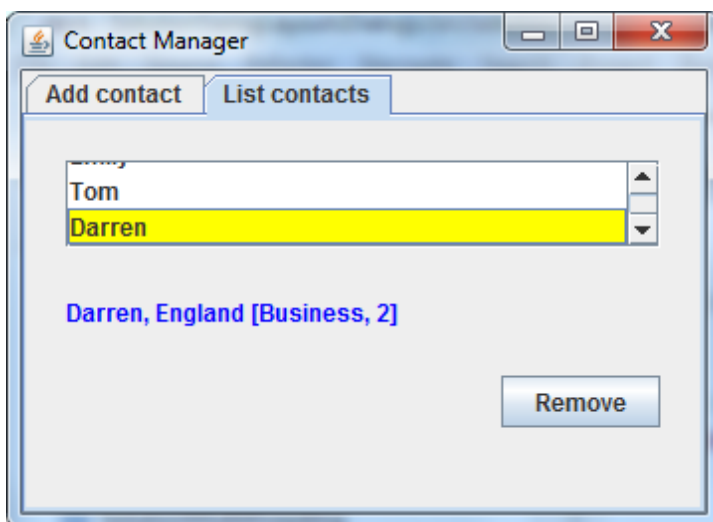 Contact Manager
Add contact List contacts
Tom
Darren
Darren, England [Business, 2]
Remove